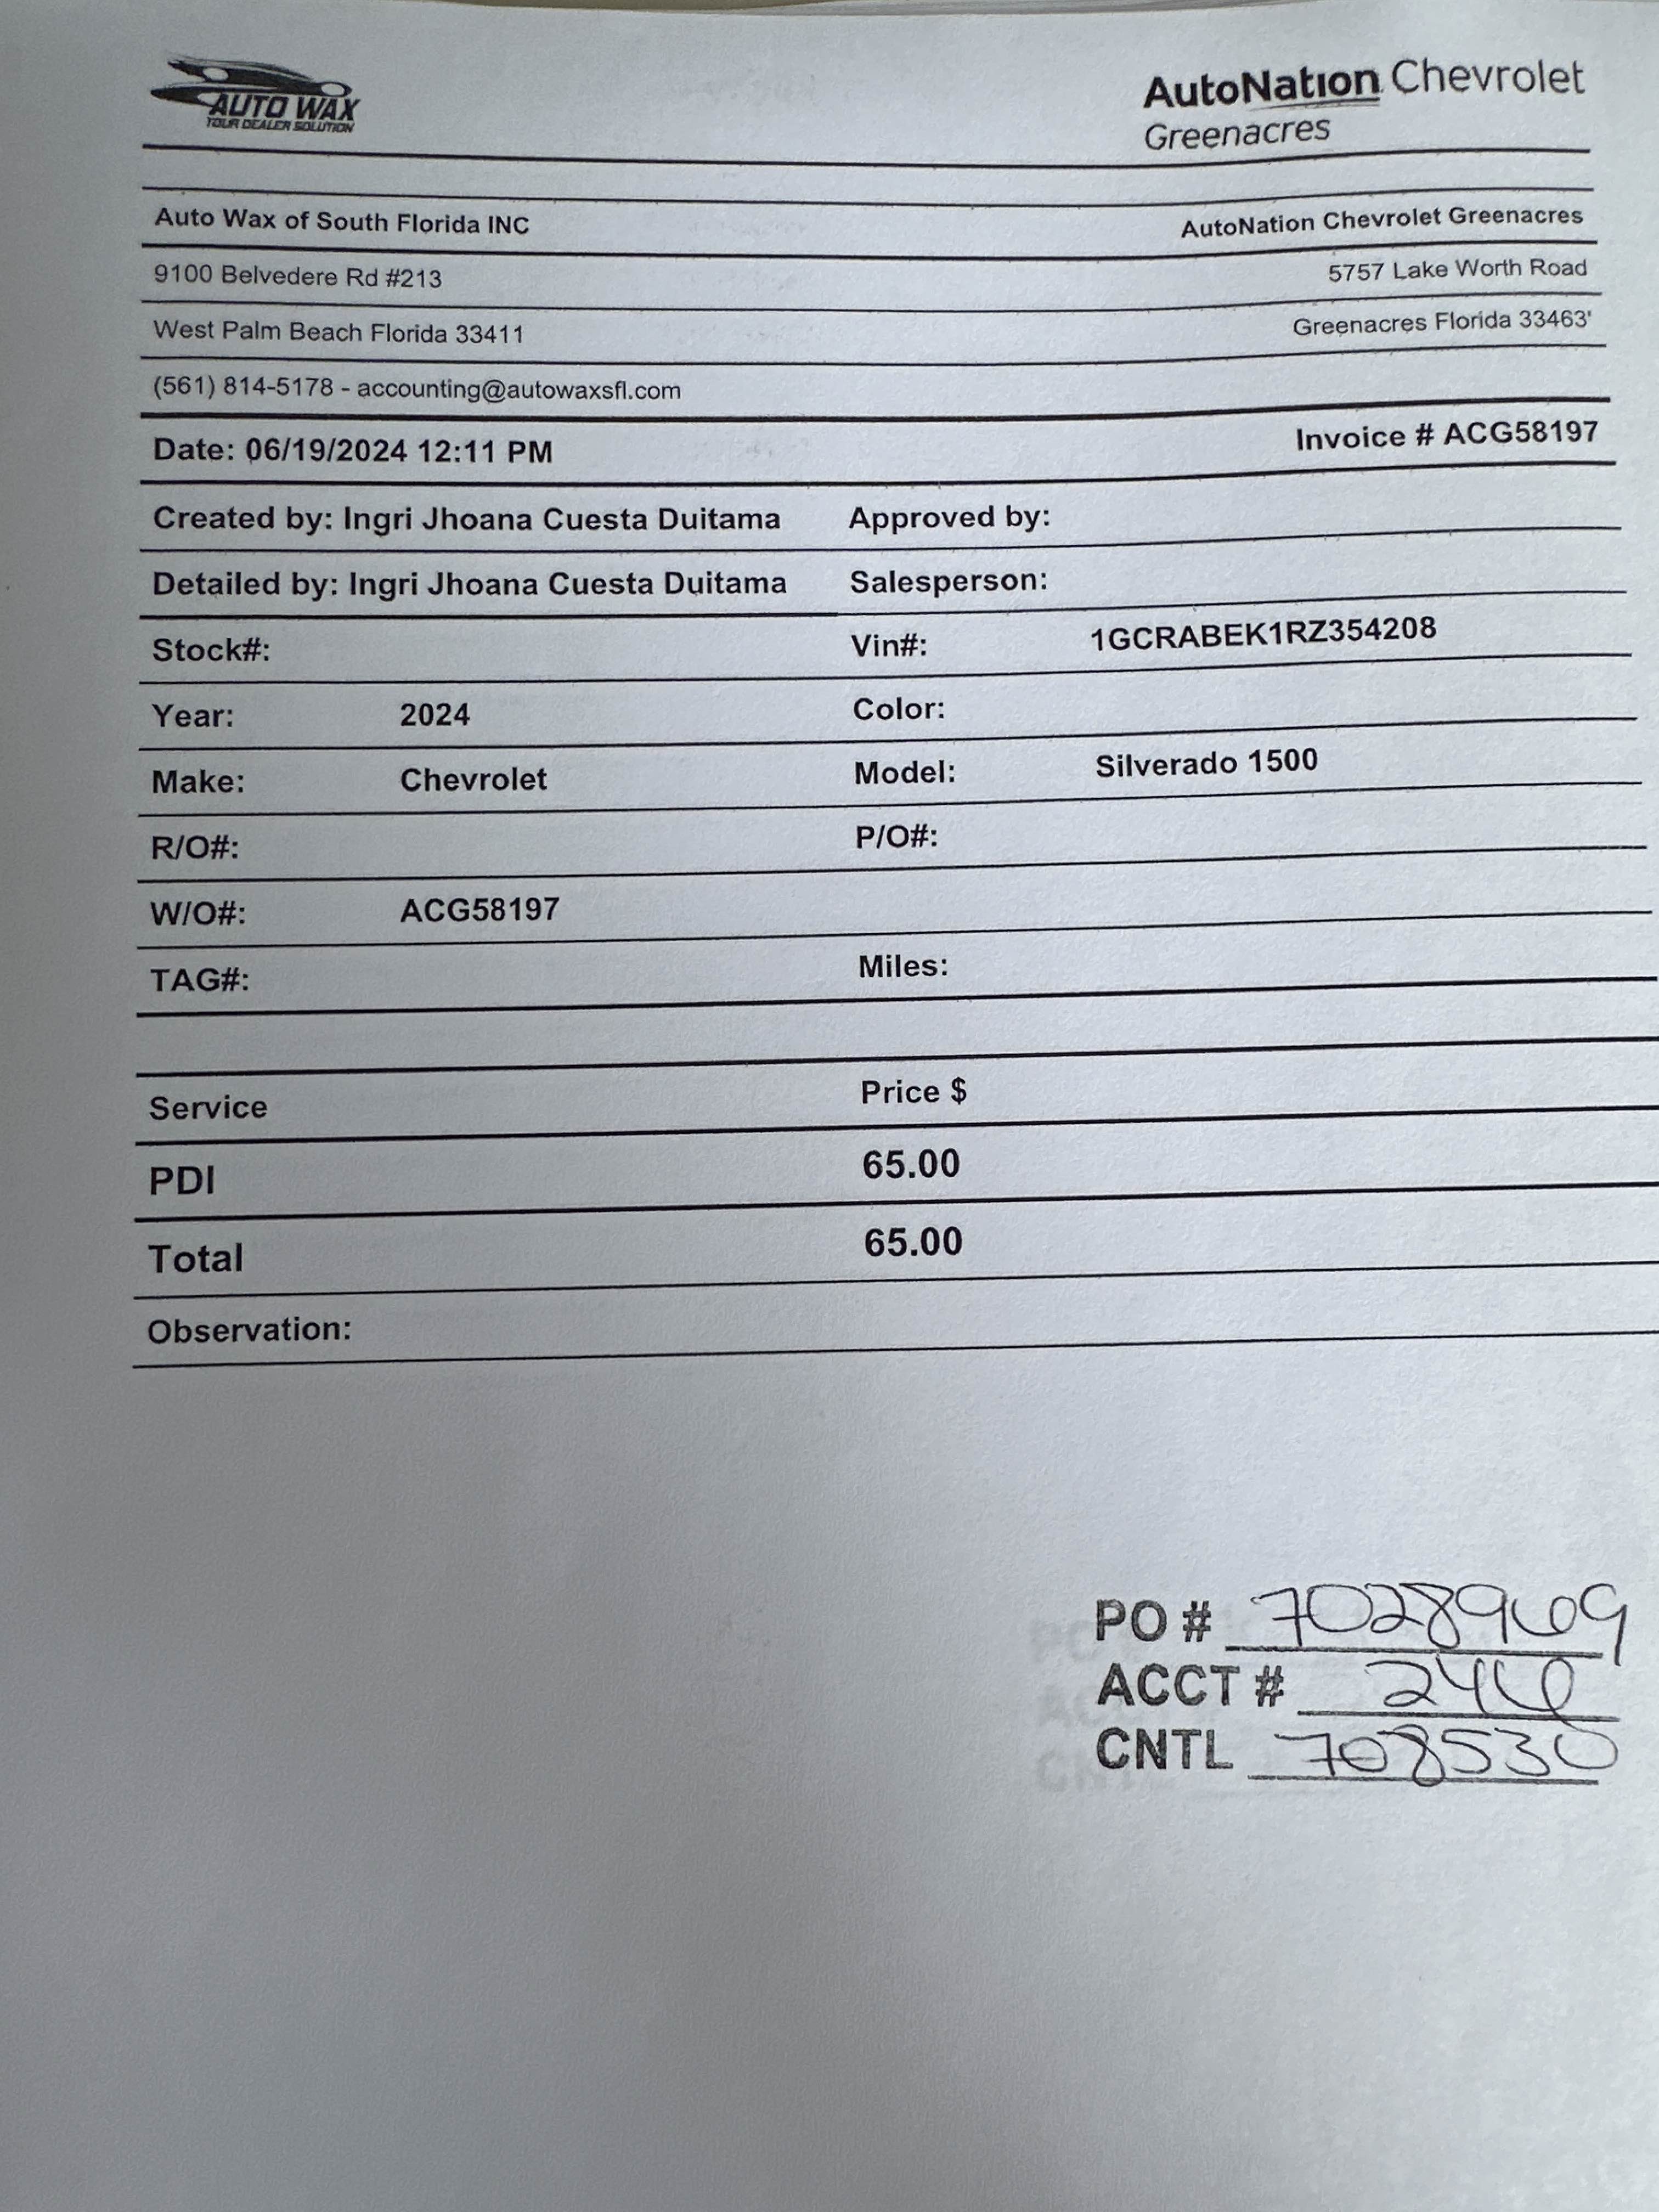 AUTO WAX
YOUR DEALER SOLUTION
AutoNation Chevrolet
Greenacres
Auto Wax of South Florida INC
AutoNation Chevrolet Greenacres
9100 Belvedere Rd #213
5757 Lake Worth Road
West Palm Beach Florida 33411
Greenacres Florida 33463'
(561) 814-5178 - accounting@autowaxsfl.com
Date: 06/19/2024 12:11 PM
Invoice # ACG58197
Created by: Ingri Jhoana Cuesta Duitama
Approved by:
Detailed by: Ingri Jhoana Cuesta Duitama
Salesperson:
Stock#:
Vin#: 1GCRABEK1RZ354208
Year: 2024
Color:
Make: Chevrolet
Model: Silverado 1500
R/O#:
P/O#:
W/O#: ACG58197
TAG#:
Miles:
Service Price $
PDI 65.00
Total 65.00
Observation:
PO # 7028969
ACCT # 246
CNTL 708530